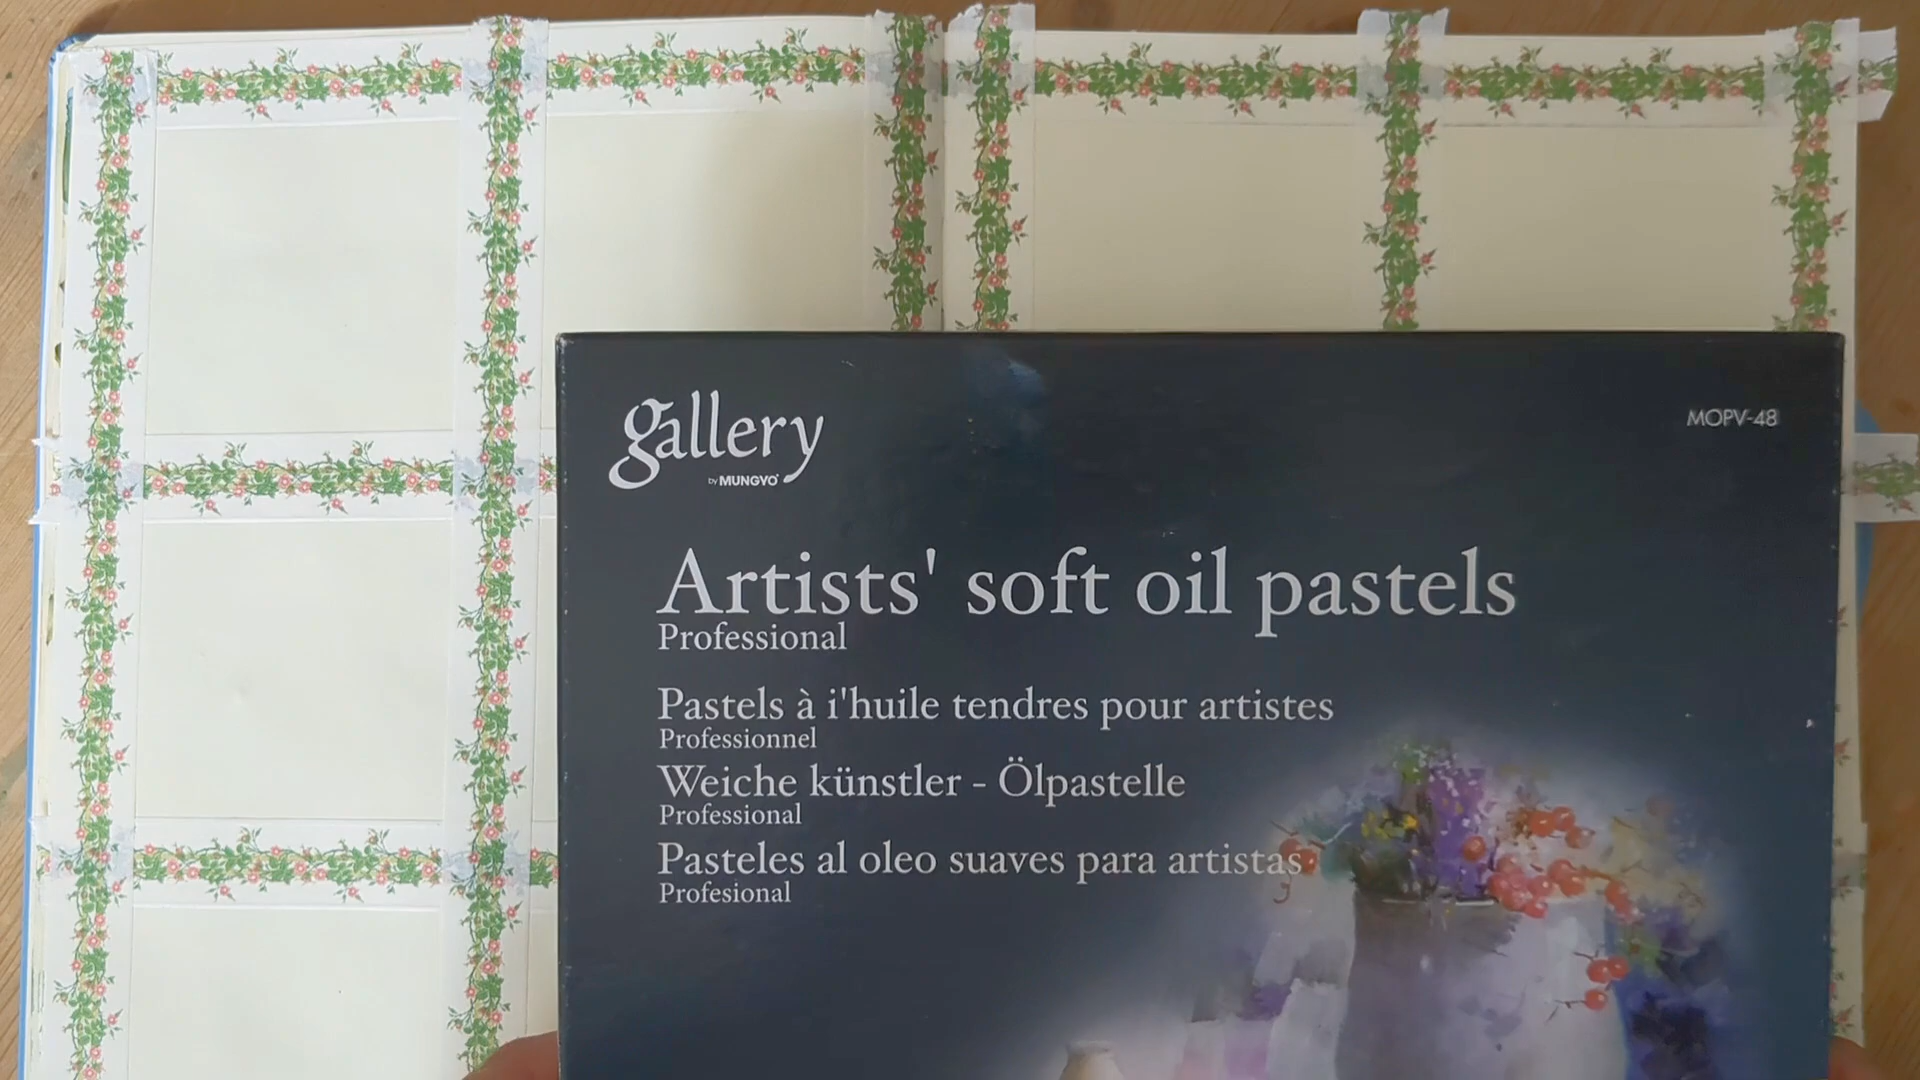 gallery
by MUNGYO
MOPV-48
Artists' soft oil pastels
Professional
Pastels à i'huile tendres pour artistes
Professionnel
Weiche künstler - Ölpastelle
Professional
Pasteles al oleo suaves para artistas
Profesional